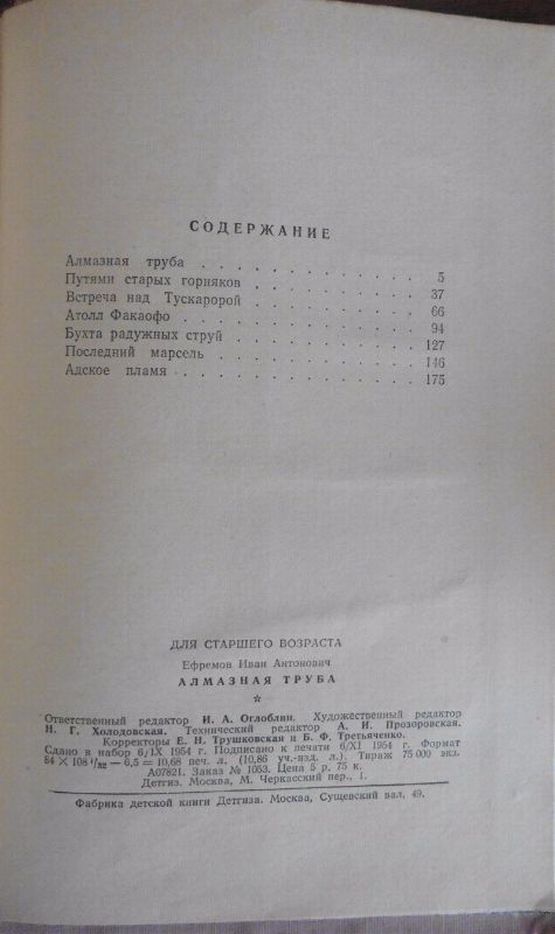 СОДЕРЖАНИЕ
Алмазная труба . . . . . . . . . . . . 5
Путями старых горняков . . . . . . . . . 37
Встреча над Тускаророй . . . . . . . . . 66
Атолл Факаофо . . . . . . . . . . . . 94
Бухта радужных струй . . . . . . . . . . 127
Последний марсель . . . . . . . . . . . 146
Адское пламя . . . . . . . . . . . . . 175
ДЛЯ СТАРШЕГО ВОЗРАСТА
Ефремов Иван Антонович
АЛМАЗНАЯ ТРУБА
☆
Ответственный редактор И. А. Оглоблин. Художественный редактор
Н. Г. Холодовская. Технический редактор А. И. Прозоровская.
Корректоры Е. Н. Трушковская и Б. Ф. Третьяченко.
Сдано в набор 6/IX 1954 г. Подписано к печати 6/XI 1954 г. Формат
84 × 108 1/32 — 6,5 = 10,68 печ. л. (10,86 уч.-изд. л.). Тираж 75 000 экз.
А07821. Заказ № 1053. Цена 5 р. 75 к.
Детгиз. Москва, М. Черкасский пер., 1.
Фабрика детской книги Детгиза. Москва, Сущевский вал, 49.